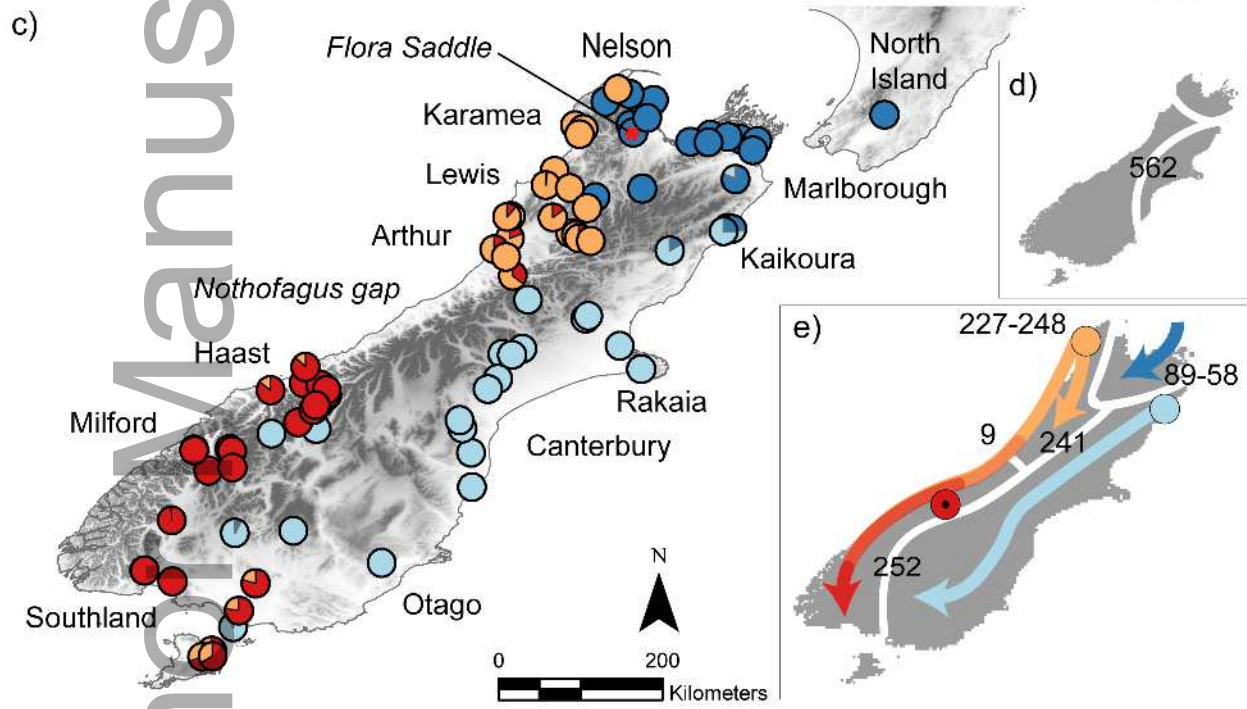 c)
Flora Saddle
Nelson
North
Island
Karamea
Lewis
Marlborough
Arthur
Kaikoura
Nothofagus gap
Haast
Rakaia
Milford
Canterbury
Otago
Southland
N
0 200
Kilometers
d)
562
e)
227-248
89-58
9
241
252
Manus